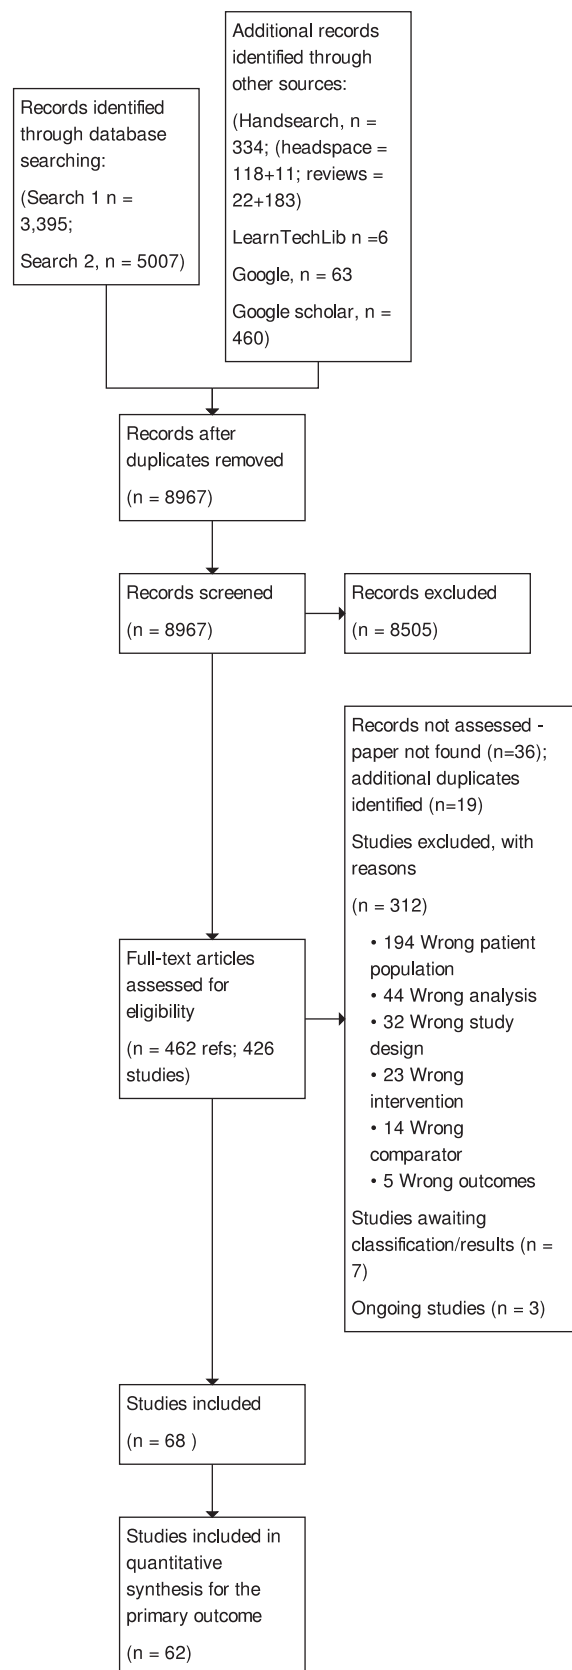 Records identified
through database
searching:
(Search 1 n =
3,395;
Search 2, n = 5007)
Additional records
identified through
other sources:
(Handsearch, n =
334; (headspace =
118+11; reviews =
22+183)
LearnTechLib n =6
Google, n = 63
Google scholar, n =
460)
Records after
duplicates removed
(n = 8967)
Records screened
(n = 8967)
Records excluded
(n = 8505)
Full-text articles
assessed for
eligibility
(n = 462 refs; 426
studies)
Records not assessed -
paper not found (n=36);
additional duplicates
identified (n=19)
Studies excluded, with
reasons
(n = 312)
• 194 Wrong patient
population
• 44 Wrong analysis
• 32 Wrong study
design
• 23 Wrong
intervention
• 14 Wrong
comparator
• 5 Wrong outcomes
Studies awaiting
classification/results (n =
7)
Ongoing studies (n = 3)
Studies included
(n = 68 )
Studies included in
quantitative
synthesis for the
primary outcome
(n = 62)